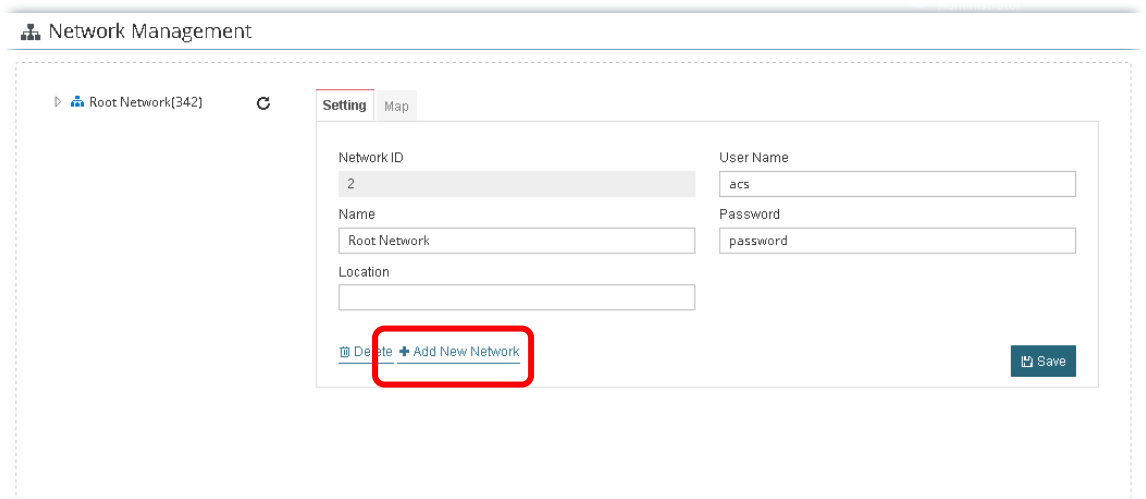 Network Management
Root Network(342)
Setting Map
Network ID
User Name
2
acs
Name
Password
Root Network
password
Location
Delete Add New Network
Save